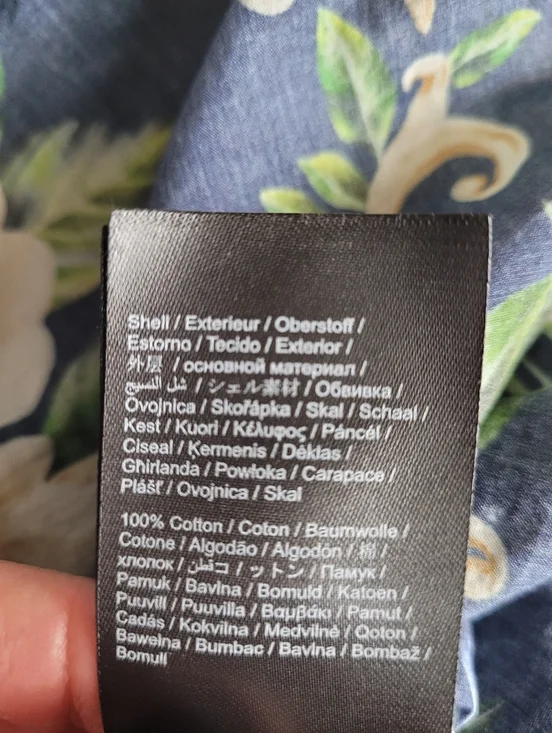 Shell / Exterieur / Oberstoff /
Estorno / Tecido / Exterior /
外层 / основной материал /
شل النسيج / シェル素材 / Обвивка /
Ovojnica / Skořápka / Skal / Schaal /
Kest / Kuori / Κέλυφος / Páncél /
Ciseal / Ķermenis / Dėklas /
Ghirlanda / Powłoka / Carapace /
Plášť / Ovojnica / Skal
100% Cotton / Coton / Baumwolle /
Cotone / Algodão / Algodón / 棉 /
хлопок / قطن / ットン / Памук /
Pamuk / Bavlna / Bomuld / Katoen /
Puuvill / Puuvilla / Βαμβάκι / Pamut /
Cadás / Kokvilna / Medvilnė / Qoton /
Bawełna / Bumbac / Bavlna / Bombaž /
Bomull